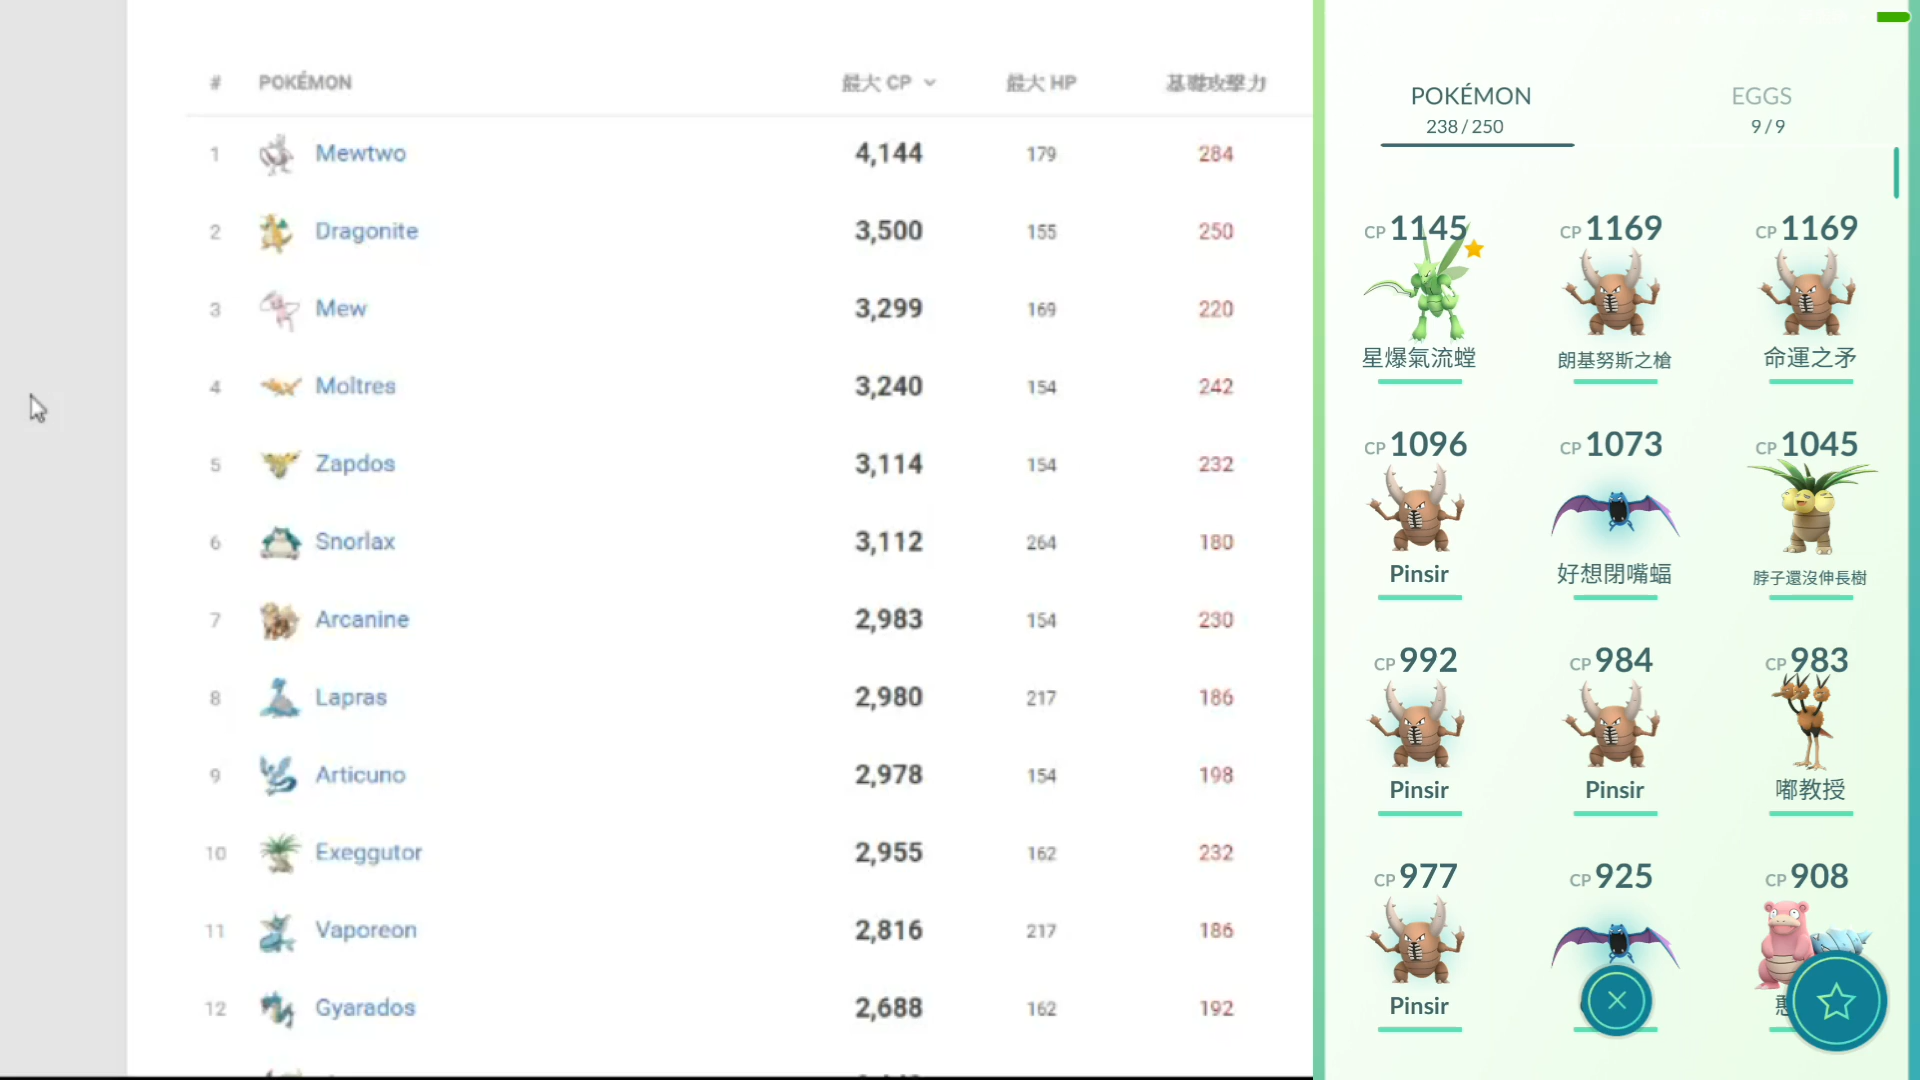 # POKÉMON 最大 CP 最大 HP 基礎攻擊力
1 Mewtwo 4,144 179 284
2 Dragonite 3,500 155 250
3 Mew 3,299 169 220
4 Moltres 3,240 154 242
5 Zapdos 3,114 154 232
6 Snorlax 3,112 264 180
7 Arcanine 2,983 154 230
8 Lapras 2,980 217 186
9 Articuno 2,978 154 198
10 Exeggutor 2,955 162 232
11 Vaporeon 2,816 217 186
12 Gyarados 2,688 162 192
POKÉMON EGGS
238 / 250 9 / 9
CP 1145 CP 1169 CP 1169
星爆氣流螳 朗基努斯之槍 命運之矛
CP 1096 CP 1073 CP 1045
Pinsir 好想閉嘴蝠 脖子還沒伸長樹
CP 992 CP 984 CP 983
Pinsir Pinsir 嘟教授
CP 977 CP 925 CP 908
Pinsir